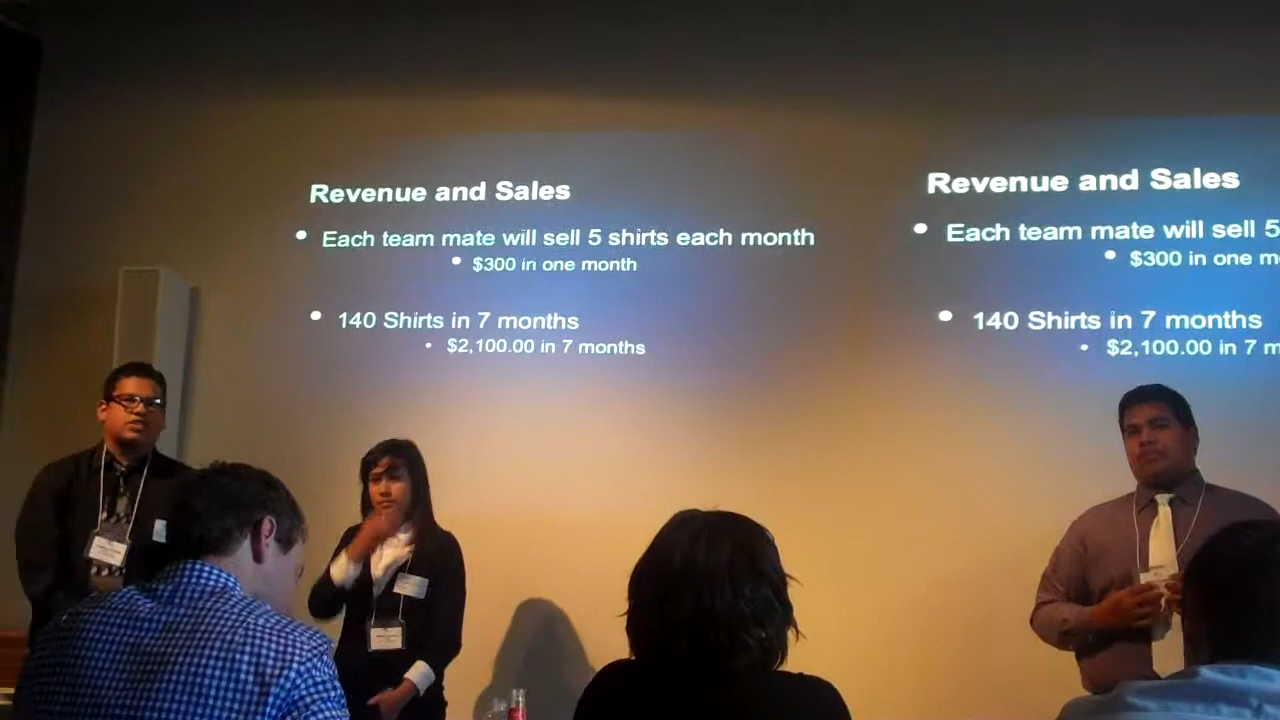 Revenue and Sales
• Each team mate will sell 5 shirts each month
• $300 in one month
• 140 Shirts in 7 months
• $2,100.00 in 7 months
Revenue and Sales
• Each team mate will sell 5
• $300 in one m
• 140 Shirts in 7 months
• $2,100.00 in 7 m